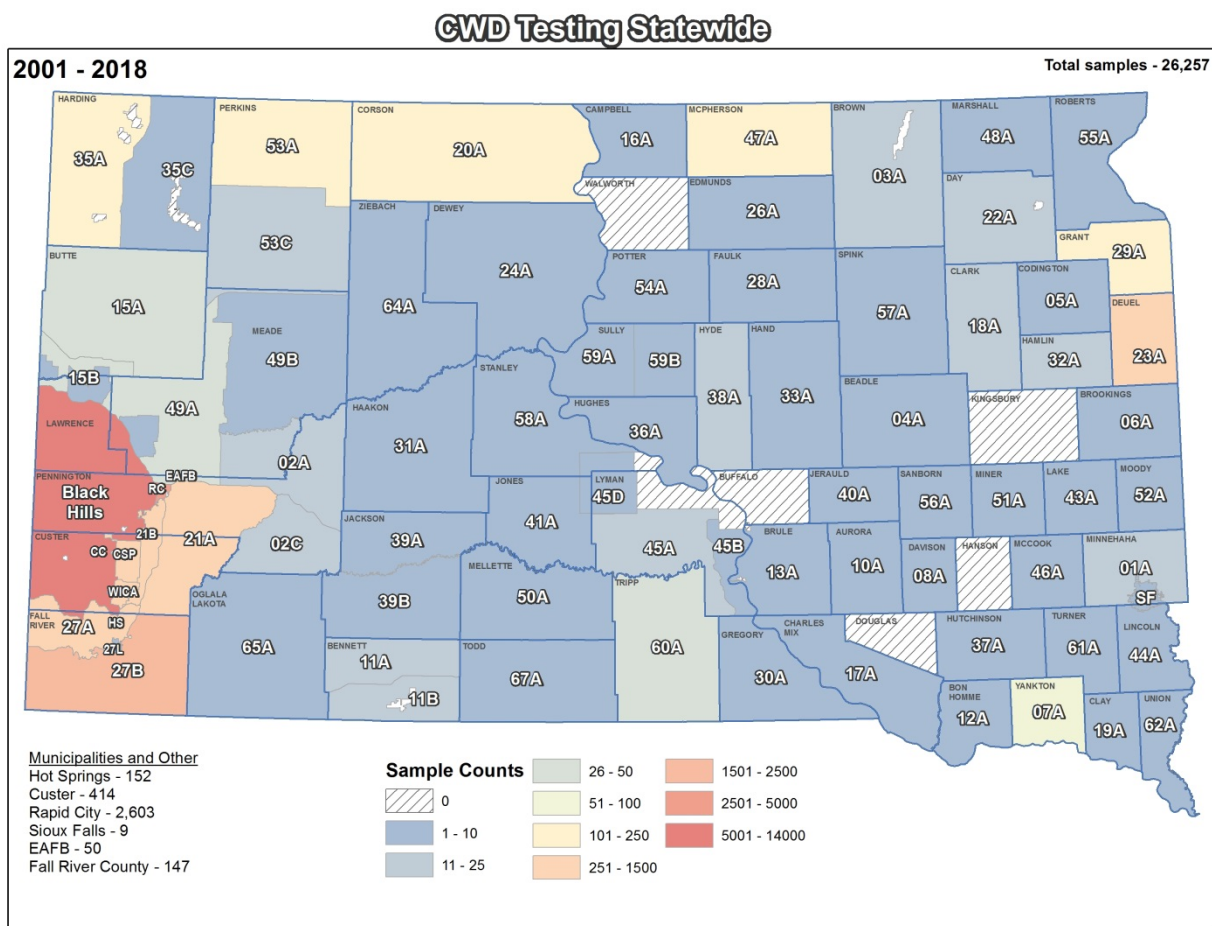 CWD Testing Statewide
2001 - 2018
Total samples - 26,257
HARDING
PERKINS
CORSON
CAMPBELL
MCPHERSON
BROWN
MARSHALL
ROBERTS
35A
35C
53A
20A
16A
47A
03A
48A
55A
WALWORTH
EDMUNDS
DAY
26A
22A
ZIEBACH
DEWEY
53C
GRANT
29A
BUTTE
24A
POTTER
FAULK
SPINK
CLARK
CODINGTON
54A
28A
05A
15A
64A
57A
18A
DEUEL
MEADE
49B
SULLY
HYDE
HAND
HAMLIN
59A
59B
32A
23A
15B
STANLEY
38A
33A
BEADLE
KINGSBURY
BROOKINGS
49A
HAAKON
58A
HUGHES
36A
04A
06A
LAWRENCE
31A
02A
PENNINGTON
EAFB
RC
Black
Hills
JONES
LYMAN
45D
BUFFALO
JERAULD
SANBORN
MINER
LAKE
MOODY
40A
56A
51A
43A
52A
CUSTER
21B
21A
CC
CSP
02C
JACKSON
39A
41A
45A
45B
BRULE
AURORA
DAVISON
HANSON
MCCOOK
MINNEHAHA
13A
10A
08A
46A
01A
WICA
OGLALA
LAKOTA
MELLETTE
50A
TRIPP
SF
39B
FALL
RIVER
27A
HS
27L
27B
65A
BENNETT
11A
11B
TODD
67A
60A
GREGORY
30A
CHARLES
MIX
17A
DOUGLAS
HUTCHINSON
37A
TURNER
61A
LINCOLN
44A
BON
HOMME
12A
YANKTON
07A
CLAY
19A
UNION
62A
Municipalities and Other
Hot Springs - 152
Custer - 414
Rapid City - 2,603
Sioux Falls - 9
EAFB - 50
Fall River County - 147
Sample Counts
0
1 - 10
11 - 25
26 - 50
51 - 100
101 - 250
251 - 1500
1501 - 2500
2501 - 5000
5001 - 14000